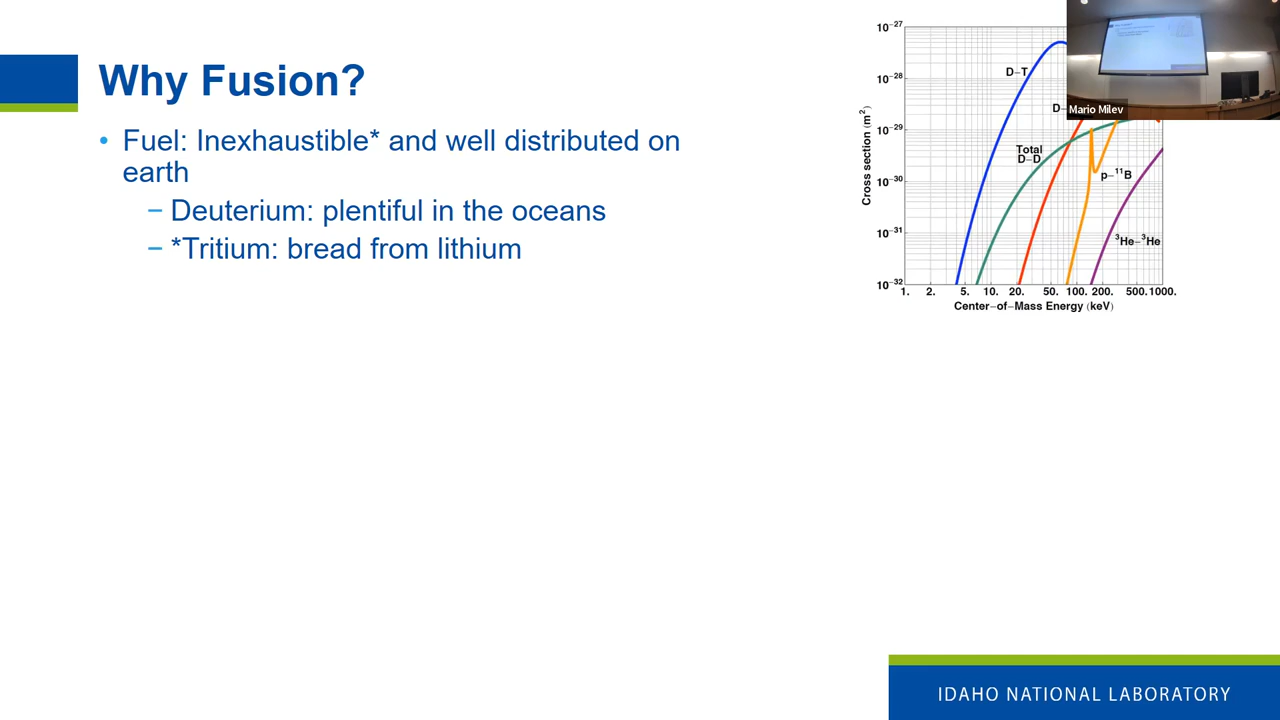 Why Fusion?
• Fuel: Inexhaustible* and well distributed on
earth
− Deuterium: plentiful in the oceans
− *Tritium: bread from lithium
10⁻²⁷
10⁻²⁸
10⁻²⁹
10⁻³⁰
10⁻³¹
10⁻³²
Cross section (m²)
D−T
D−
Total
D−D
p−¹¹B
³He−³He
1. 2. 5. 10. 20. 50. 100. 200. 500. 1000.
Center−of−Mass Energy (keV)
Mario Milev
IDAHO NATIONAL LABORATORY